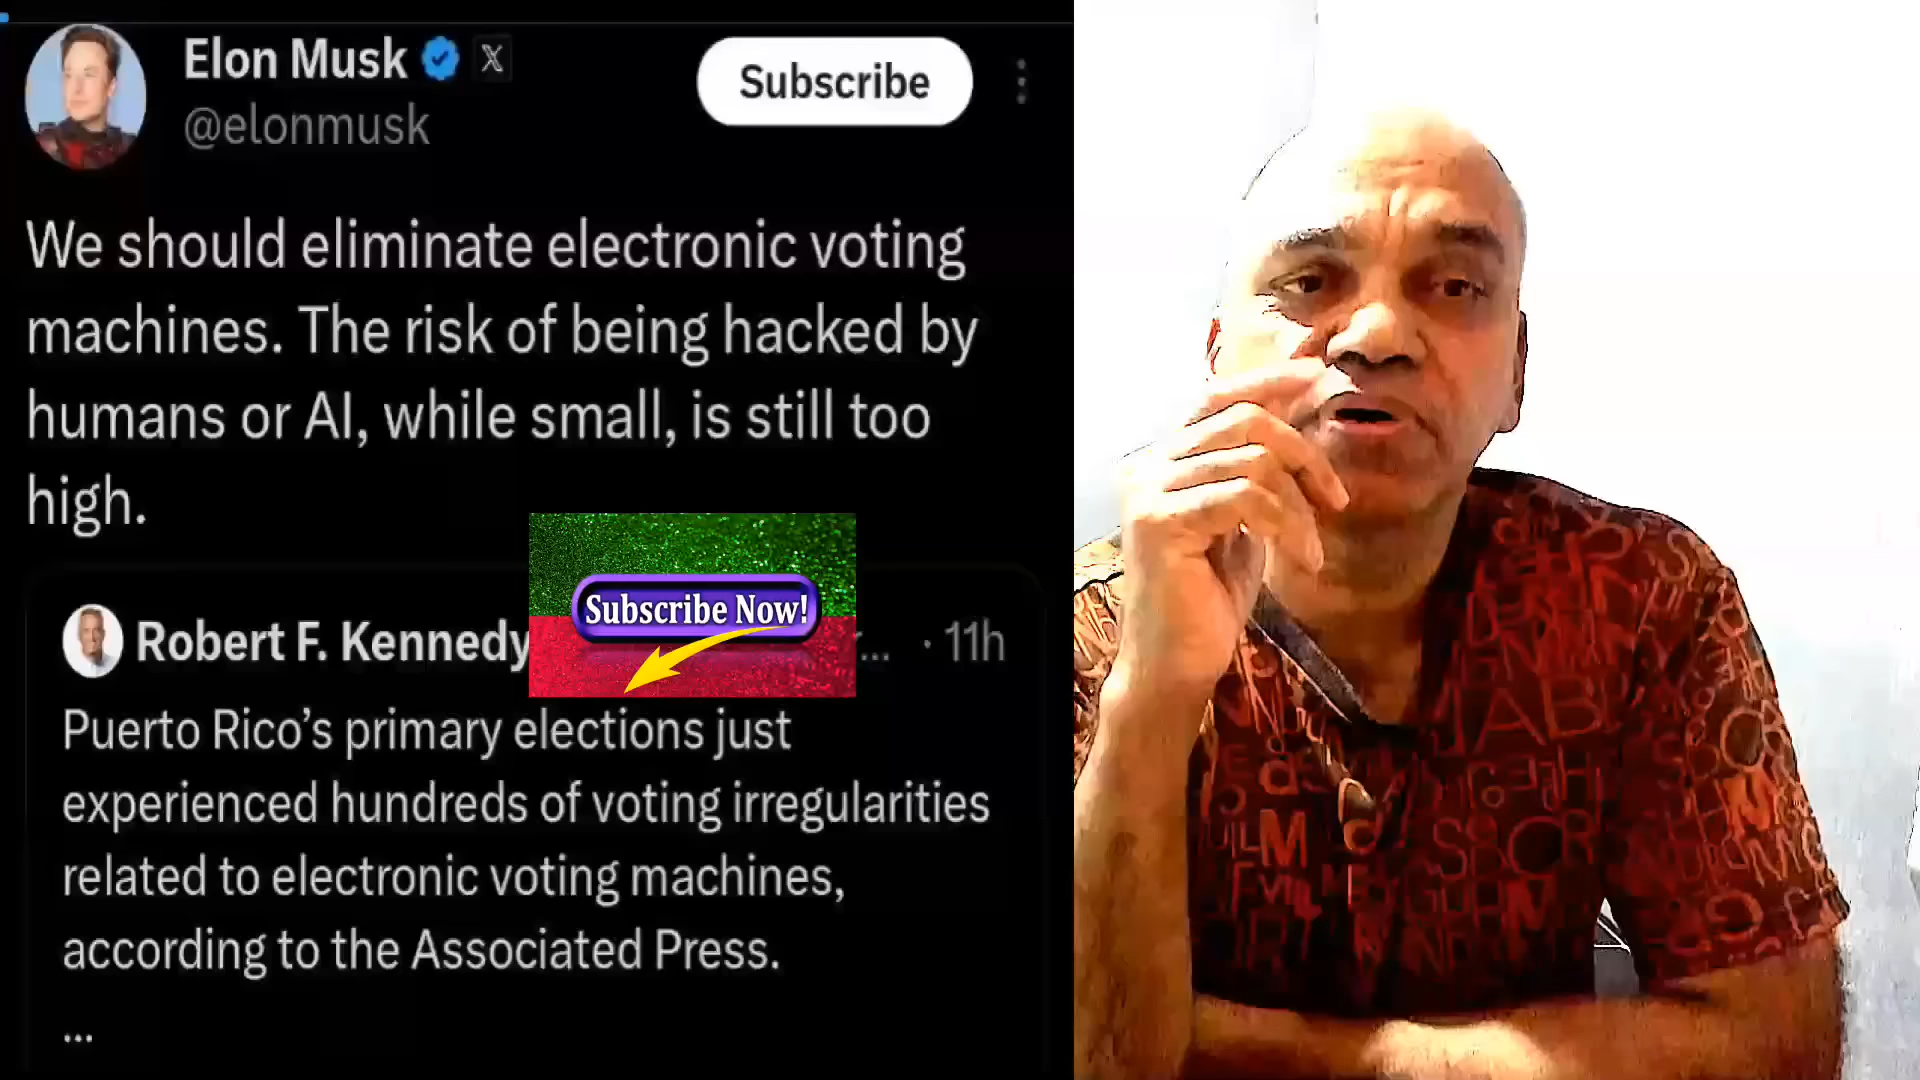 Elon Musk X
@elonmusk
Subscribe
We should eliminate electronic voting
machines. The risk of being hacked by
humans or AI, while small, is still too
high.
Subscribe Now!
Robert F. Kennedy
... · 11h
Puerto Rico’s primary elections just
experienced hundreds of voting irregularities
related to electronic voting machines,
according to the Associated Press.
...